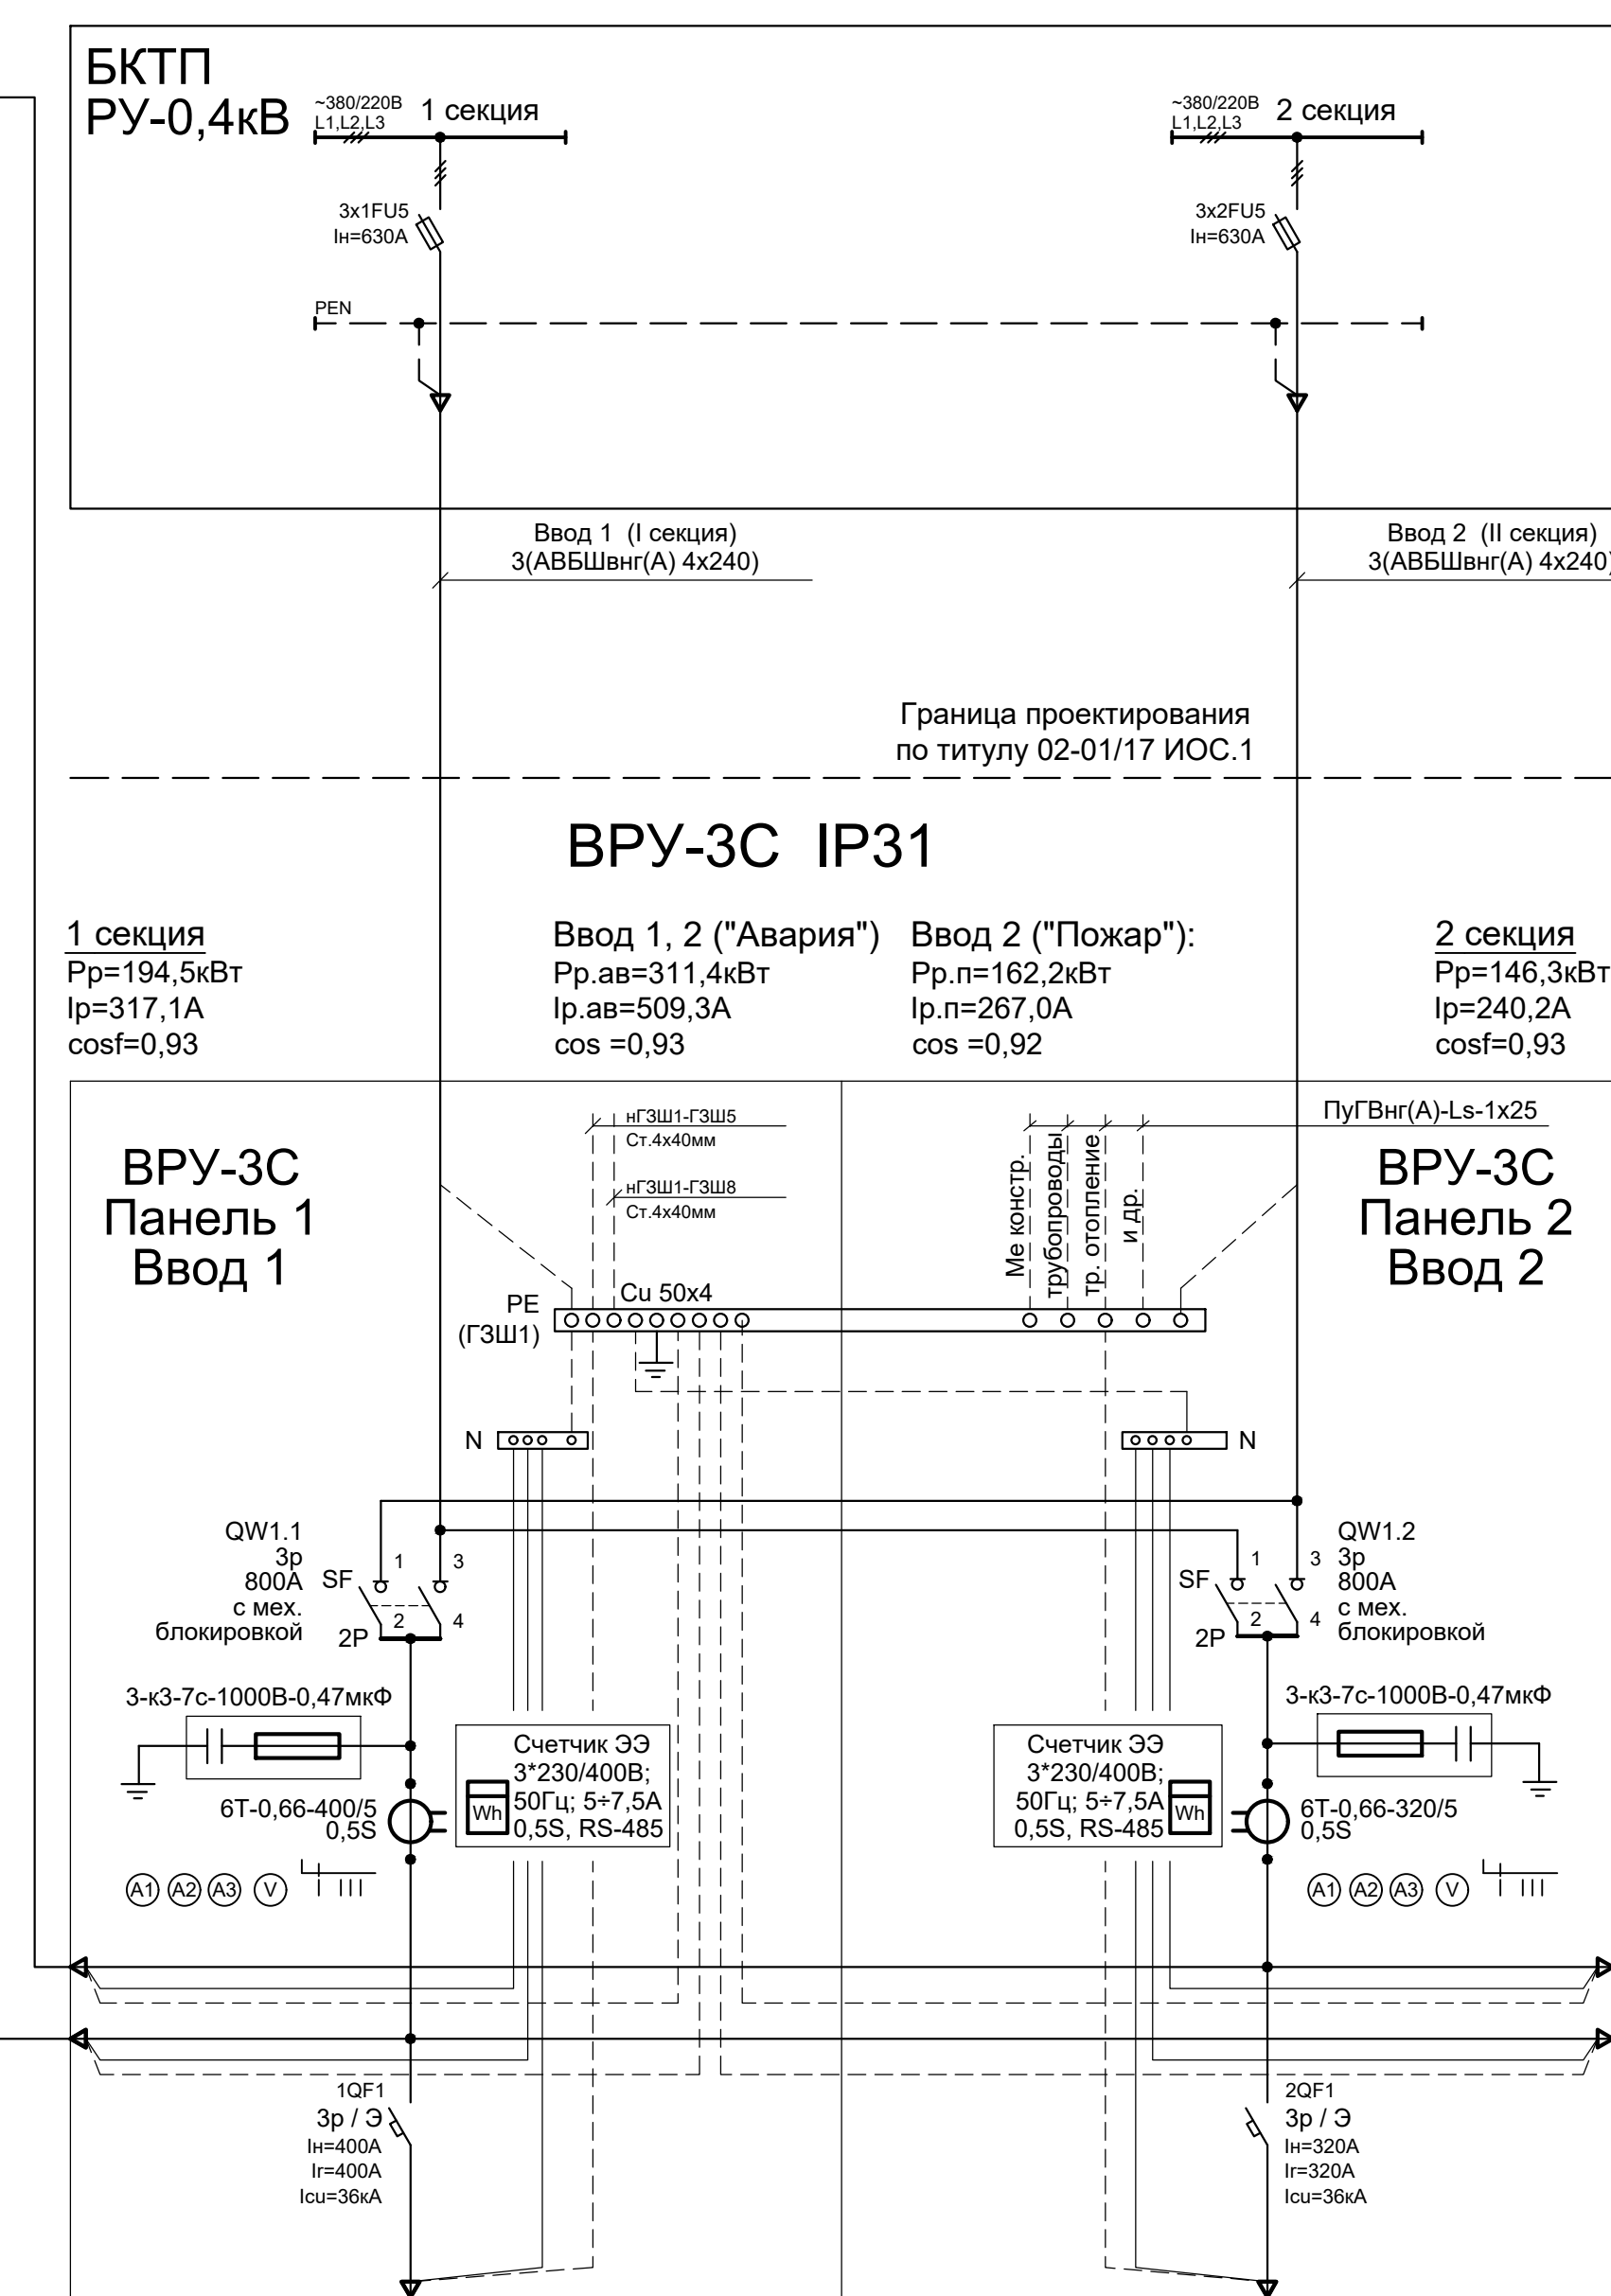 БКТП
РУ-0,4кВ
~380/220В
L1,L2,L3
1 секция
~380/220В
L1,L2,L3
2 секция
3х1FU5
Iн=630А
3х2FU5
Iн=630А
PEN
Ввод 1 (I секция)
3(АВБШвнг(А) 4х240)
Ввод 2 (II секция)
3(АВБШвнг(А) 4х240)
Граница проектирования
по титулу 02-01/17 ИОС.1
ВРУ-3С IP31
1 секция
Рр=194,5кВт
Iр=317,1А
cosf=0,93
Ввод 1, 2 ("Авария")
Рр.ав=311,4кВт
Iр.ав=509,3А
cos =0,93
Ввод 2 ("Пожар"):
Рр.п=162,2кВт
Iр.п=267,0А
cos =0,92
2 секция
Рр=146,3кВт
Iр=240,2А
cosf=0,93
ВРУ-3С
Панель 1
Ввод 1
нГЗШ1-ГЗШ5
Ст.4х40мм
нГЗШ1-ГЗШ8
Ст.4х40мм
Ме констр.
трубопроводы
тр. отопление
и др.
ПуГВнг(А)-Ls-1х25
ВРУ-3С
Панель 2
Ввод 2
Cu 50х4
PE
(ГЗШ1)
N
N
QW1.1
3р
800А
с мех.
блокировкой
SF
1
3
2
4
2P
SF
1
3
2
4
2P
QW1.2
3р
800А
с мех.
блокировкой
3-к3-7с-1000В-0,47мкФ
3-к3-7с-1000В-0,47мкФ
6Т-0,66-400/5
0,5S
Счетчик ЭЭ
3*230/400В;
50Гц; 5÷7,5А
0,5S, RS-485
Wh
Счетчик ЭЭ
3*230/400В;
50Гц; 5÷7,5А
0,5S, RS-485
Wh
6Т-0,66-320/5
0,5S
А1 А2 А3 V
А1 А2 А3 V
1QF1
3р / Э
Iн=400А
Ir=400А
Icu=36кА
2QF1
3р / Э
Iн=320А
Ir=320А
Icu=36кА